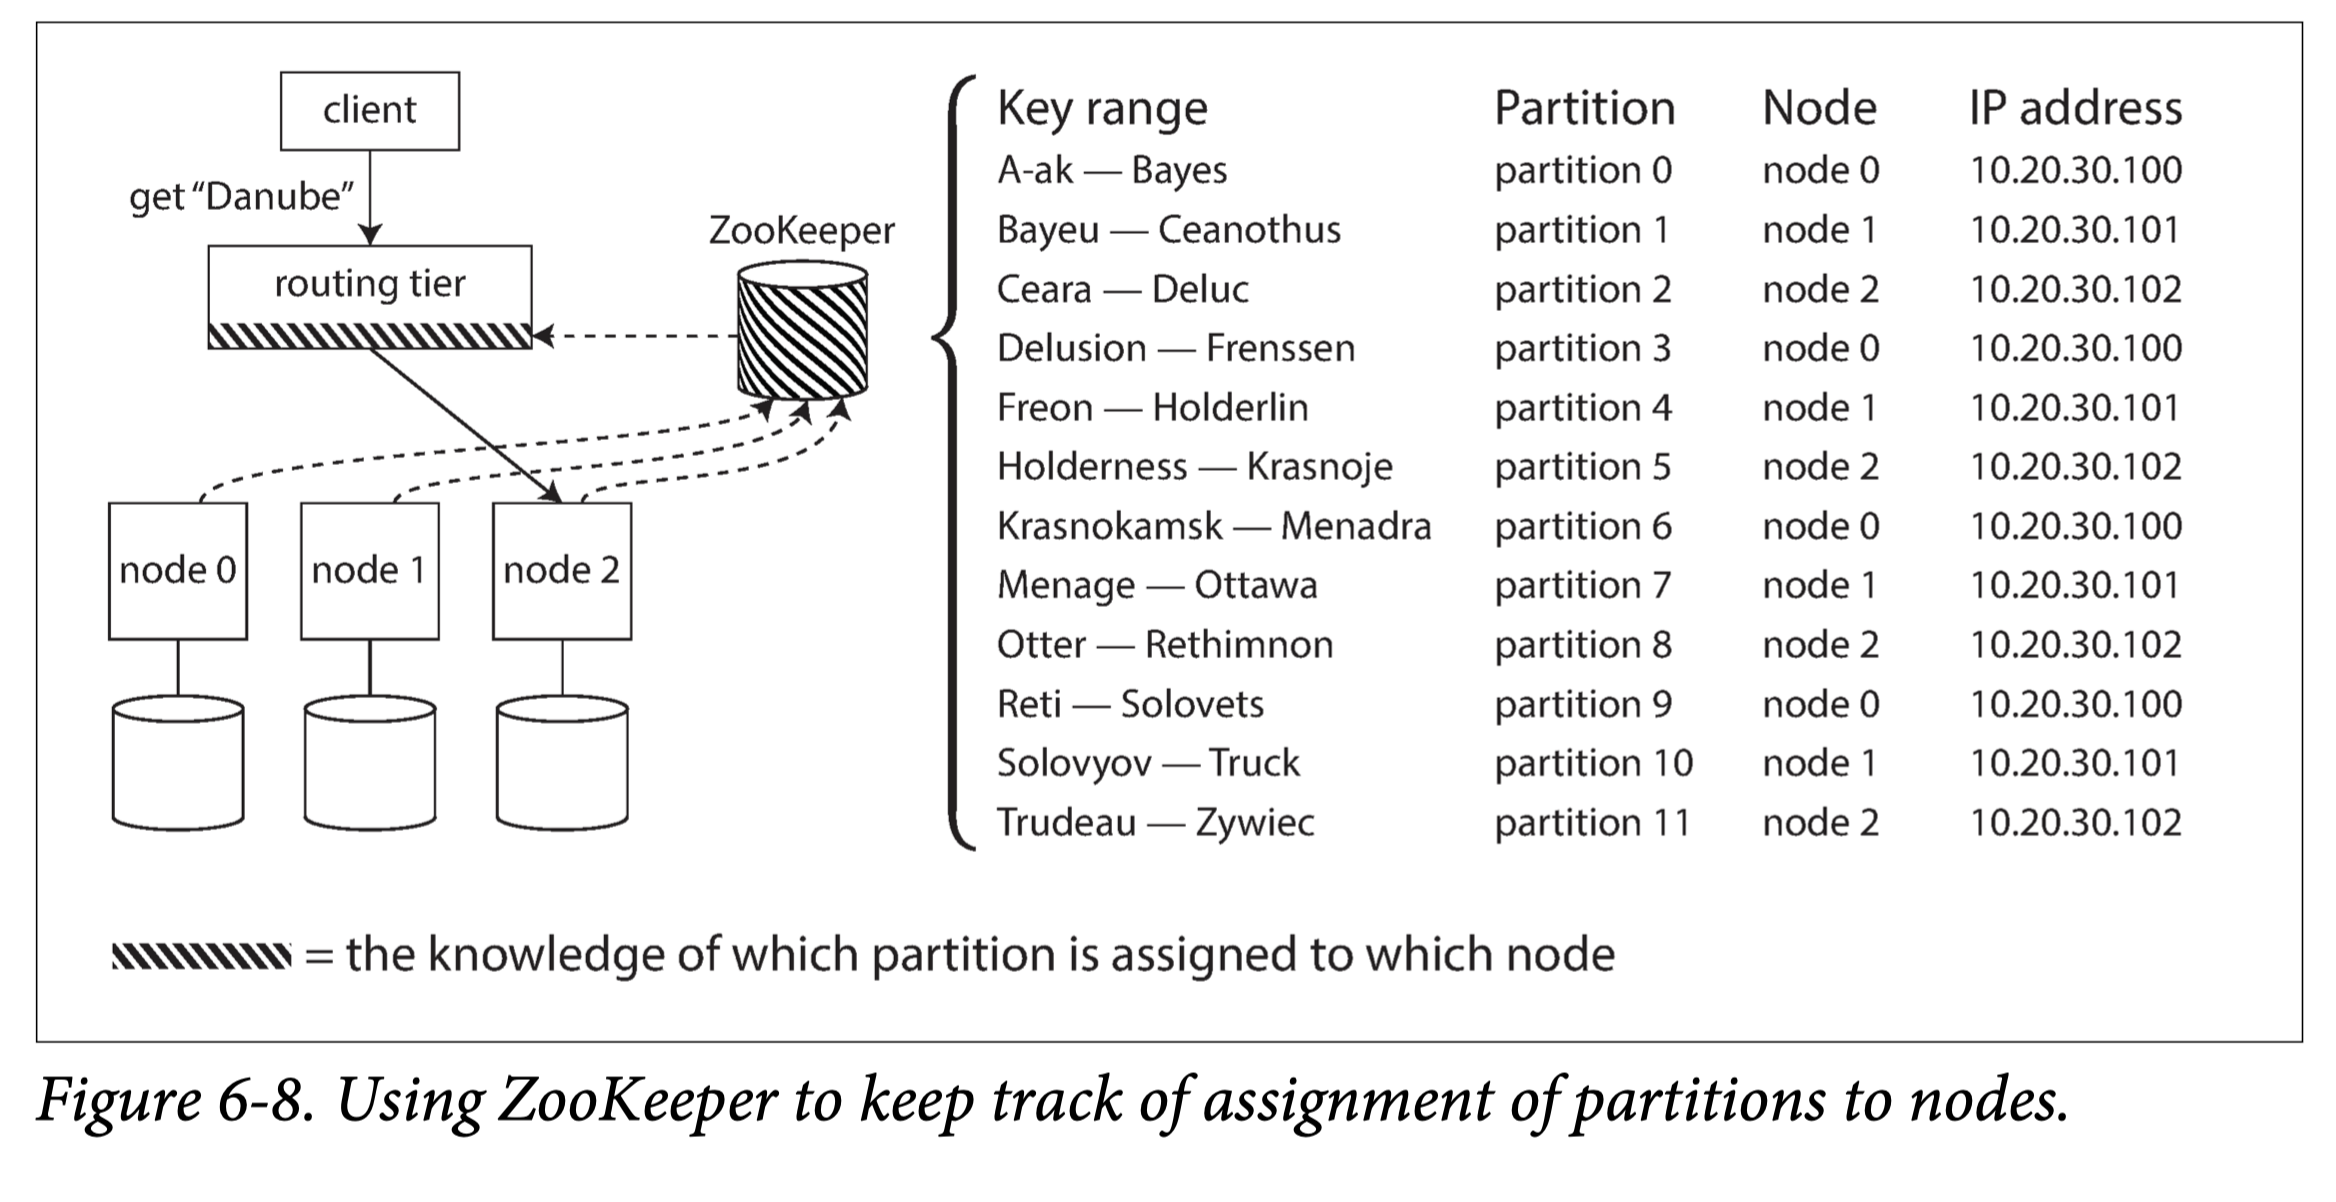 client
get “Danube”
routing tier
ZooKeeper
node 0
node 1
node 2
Key range Partition Node IP address
A-ak — Bayes partition 0 node 0 10.20.30.100
Bayeu — Ceanothus partition 1 node 1 10.20.30.101
Ceara — Deluc partition 2 node 2 10.20.30.102
Delusion — Frenssen partition 3 node 0 10.20.30.100
Freon — Holderlin partition 4 node 1 10.20.30.101
Holderness — Krasnoje partition 5 node 2 10.20.30.102
Krasnokamsk — Menadra partition 6 node 0 10.20.30.100
Menage — Ottawa partition 7 node 1 10.20.30.101
Otter — Rethimnon partition 8 node 2 10.20.30.102
Reti — Solovets partition 9 node 0 10.20.30.100
Solovyov — Truck partition 10 node 1 10.20.30.101
Trudeau — Zywiec partition 11 node 2 10.20.30.102
= the knowledge of which partition is assigned to which node
Figure 6-8. Using ZooKeeper to keep track of assignment of partitions to nodes.